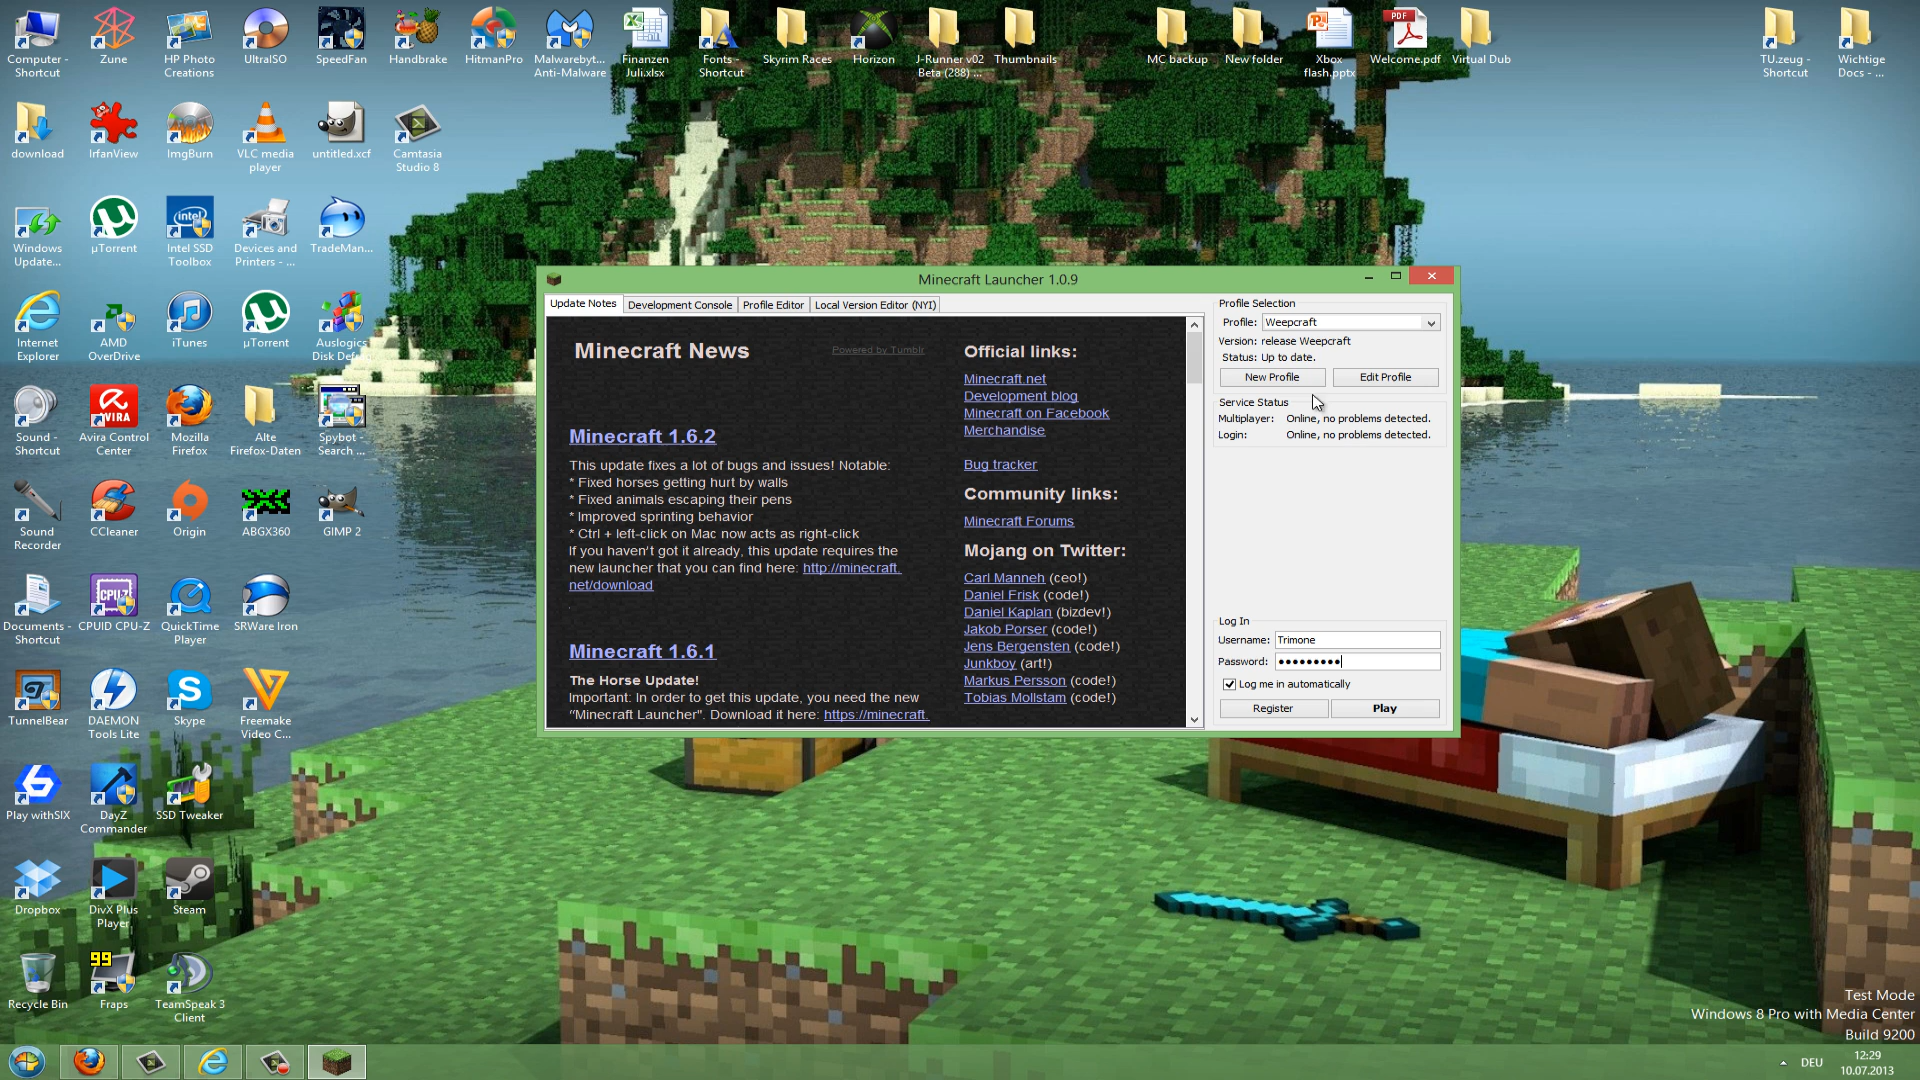 Computer -
Shortcut
Zune
HP Photo
Creations
UltraISO
SpeedFan
Handbrake
HitmanPro
Malwarebyt...
Anti-Malware
Finanzen
Juli.xlsx
Fonts -
Shortcut
Skyrim Races
Horizon
J-Runner v02
Beta (288) ...
Thumbnails
MC backup
New folder
Xbox
flash.pptx
PDF
Welcome.pdf
Virtual Dub
TU.zeug -
Shortcut
Wichtige
Docs - ...
download
IrfanView
ImgBurn
VLC media
player
untitled.xcf
Camtasia
Studio 8
Windows
Update...
µTorrent
intel
Intel SSD
Toolbox
Devices and
Printers - ...
TradeMan...
Internet
Explorer
AMD
OverDrive
iTunes
µTorrent
Auslogics
Disk Defr...
Sound -
Shortcut
AVIRA
Avira Control
Center
Mozilla
Firefox
Alte
Firefox-Daten
Spybot -
Search ...
Sound
Recorder
CCleaner
Origin
ABGX360
GIMP 2
Documents -
Shortcut
CPU-Z
CPUID CPU-Z
QuickTime
Player
SRWare Iron
TunnelBear
DAEMON
Tools Lite
Skype
Freemake
Video C...
Play withSIX
DayZ
Commander
SSD Tweaker
Dropbox
DivX Plus
Player
Steam
Recycle Bin
99
Fraps
TeamSpeak 3
Client
Minecraft Launcher 1.0.9
Update Notes
Development Console
Profile Editor
Local Version Editor (NYI)
Minecraft News
Powered by Tumblr
Minecraft 1.6.2
This update fixes a lot of bugs and issues! Notable:
* Fixed horses getting hurt by walls
* Fixed animals escaping their pens
* Improved sprinting behavior
* Ctrl + left-click on Mac now acts as right-click
If you haven't got it already, this update requires the
new launcher that you can find here: http://minecraft.
net/download
Minecraft 1.6.1
The Horse Update!
Important: In order to get this update, you need the new
“Minecraft Launcher”. Download it here: https://minecraft.
Official links:
Minecraft.net
Development blog
Minecraft on Facebook
Merchandise
Bug tracker
Community links:
Minecraft Forums
Mojang on Twitter:
Carl Manneh (ceo!)
Daniel Frisk (code!)
Daniel Kaplan (bizdev!)
Jakob Porser (code!)
Jens Bergensten (code!)
Junkboy (art!)
Markus Persson (code!)
Tobias Mollstam (code!)
Profile Selection
Profile: Weepcraft
Version: release Weepcraft
Status: Up to date.
New Profile
Edit Profile
Service Status
Multiplayer: Online, no problems detected.
Login: Online, no problems detected.
Log In
Username: Trimone
Password: ●●●●●●●●●
Log me in automatically
Register
Play
Test Mode
Windows 8 Pro with Media Center
Build 9200
DEU
12:29
10.07.2013